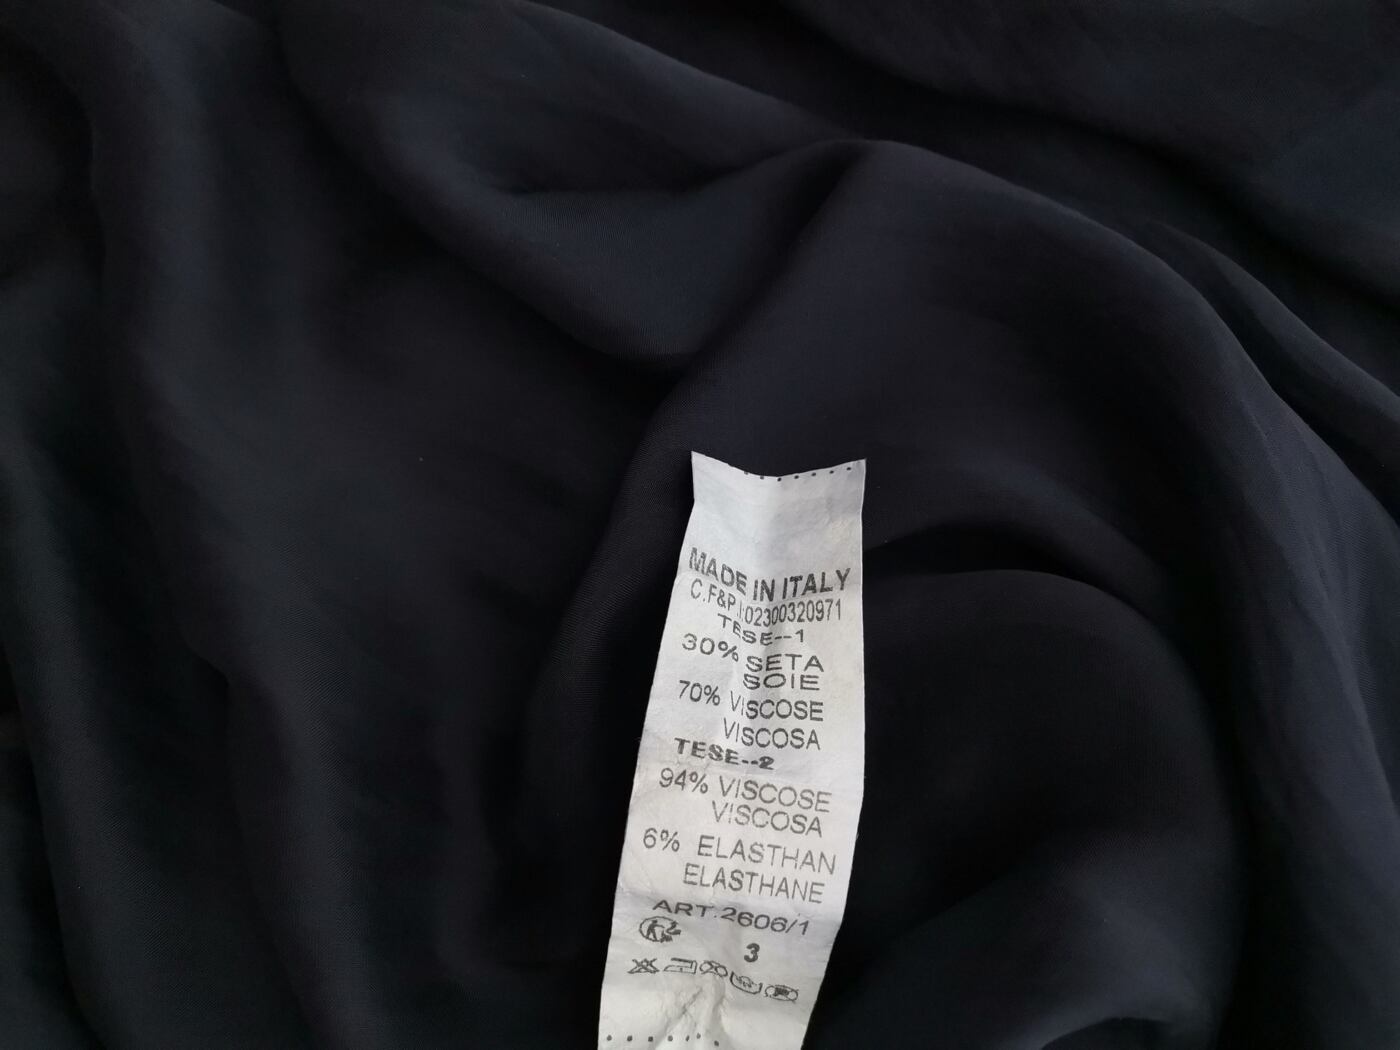 MADE IN ITALY
C.F&P.I:02300320971
TESE--1
30% SETA
SOIE
70% VISCOSE
VISCOSA
TESE--2
94% VISCOSE
VISCOSA
6% ELASTHAN
ELASTHANE
ART.2606/1
3